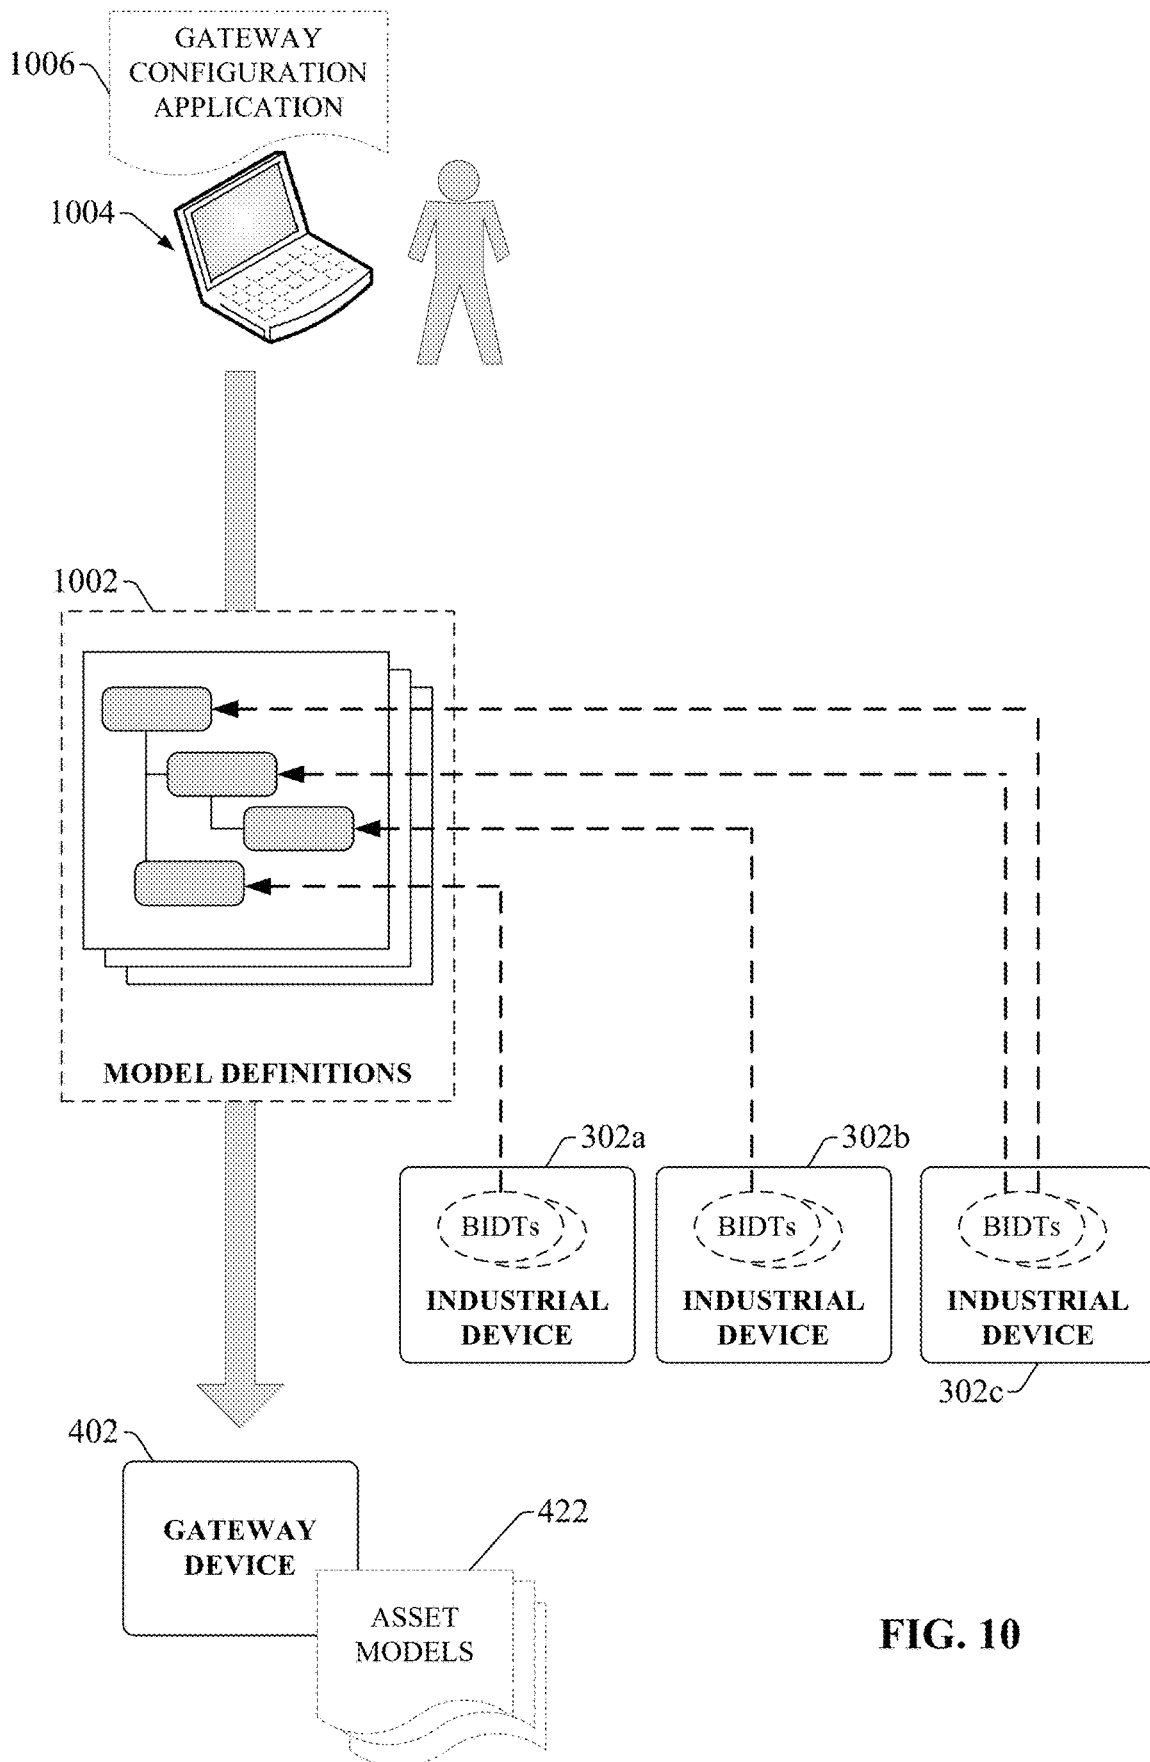 GATEWAY
CONFIGURATION
APPLICATION
1006
1004
1002
MODEL DEFINITIONS
302a
302b
BIDTs
BIDTs
BIDTs
INDUSTRIAL
DEVICE
INDUSTRIAL
DEVICE
INDUSTRIAL
DEVICE
302c
402
GATEWAY
DEVICE
422
ASSET
MODELS
FIG. 10